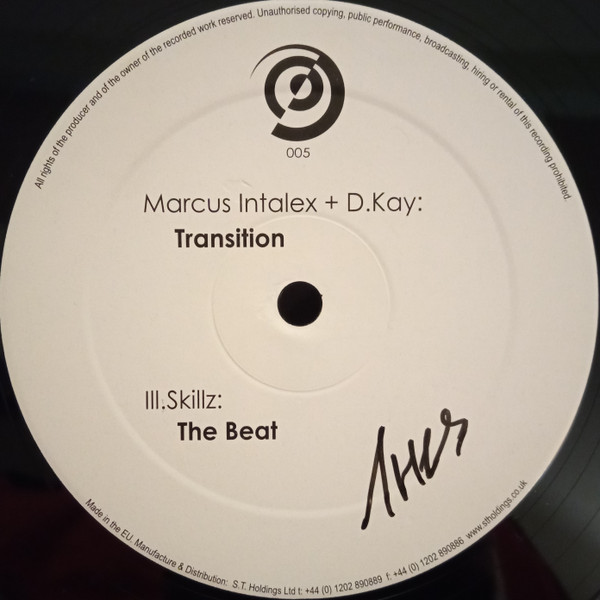 All rights of the producer and of the owner of the recorded work reserved. Unauthorised copying, public performance, broadcasting, hiring or rental of this recording prohibited.
005
Marcus Intalex + D.Kay:
Transition
Ill.Skillz:
The Beat
Made in the EU. Manufacture & Distribution: S.T. Holdings Ltd t: +44 (0) 1202 890889 f: +44 (0) 1202 890886 www.stholdings.co.uk